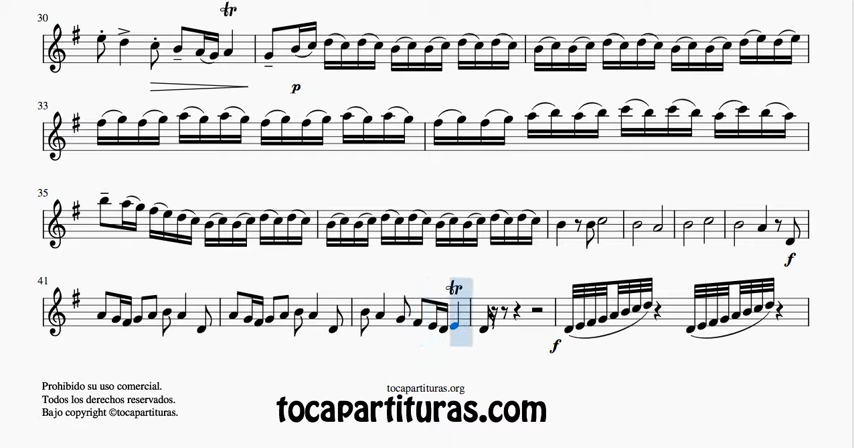 30
tr
p
33
35
f
41
tr
f
Prohibido su uso comercial.
Todos los derechos reservados.
Bajo copyright ©tocapartituras.
tocapartituras.org
tocapartituras.com